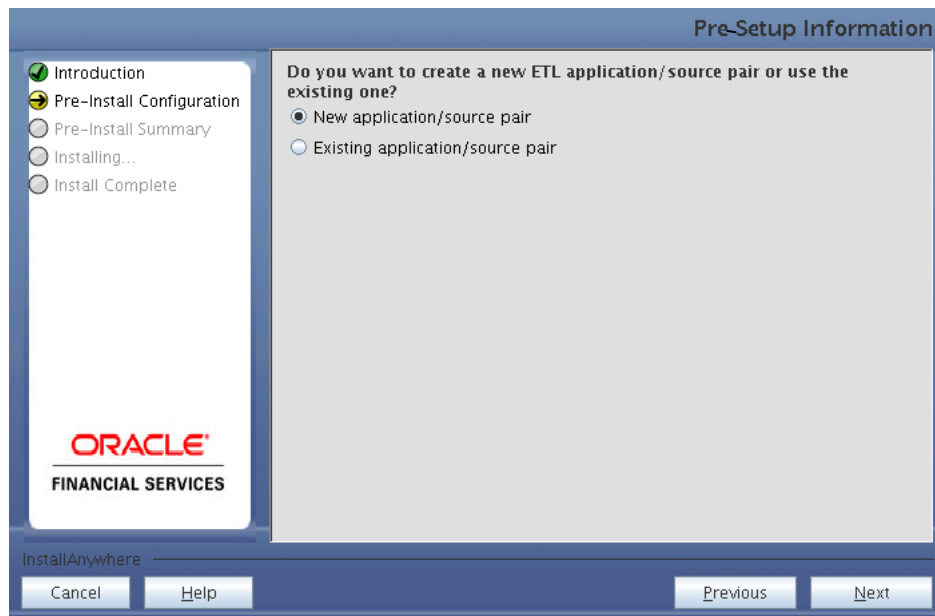 Pre-Setup Information
Introduction
Pre-Install Configuration
Pre-Install Summary
Installing...
Install Complete
ORACLE'
FINANCIAL SERVICES
Do you want to create a new ETL application/source pair or use the
existing one?
New application/source pair
Existing application/source pair
InstallAnywhere
Cancel
Help
Previous
Next